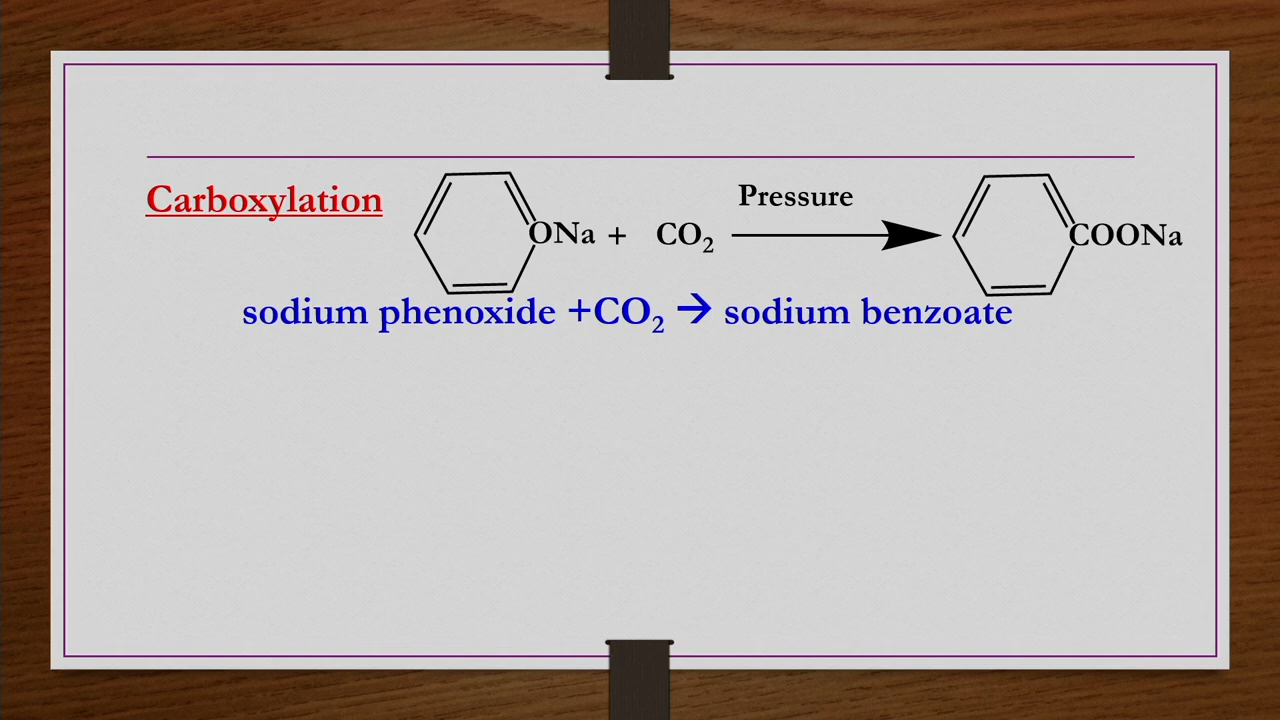 Carboxylation
Pressure
ONa + CO₂ COONa
sodium phenoxide +CO₂ → sodium benzoate